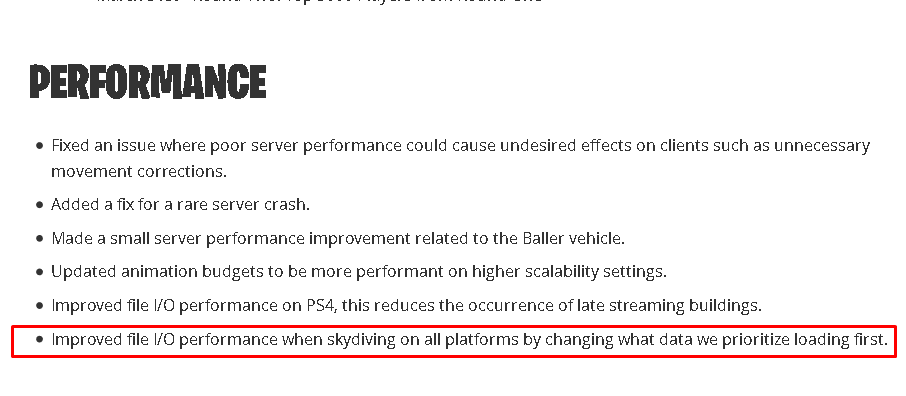 PERFORMANCE
Fixed an issue where poor server performance could cause undesired effects on clients such as unnecessary
movement corrections.
Added a fix for a rare server crash.
Made a small server performance improvement related to the Baller vehicle.
Updated animation budgets to be more performant on higher scalability settings.
Improved file I/O performance on PS4, this reduces the occurrence of late streaming buildings.
Improved file I/O performance when skydiving on all platforms by changing what data we prioritize loading first.